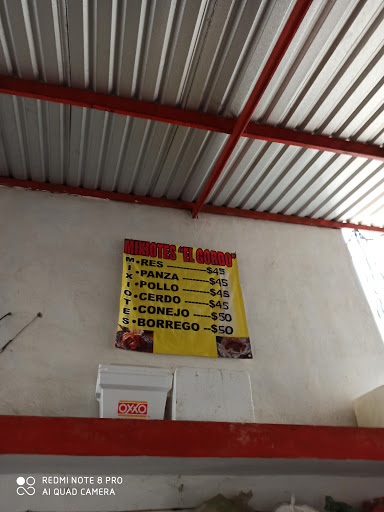 MIXIOTES "EL GORDO"
MIXIOTES
•RES ----------$45
•PANZA -------$45
•POLLO -------$45
•CERDO -------$45
•CONEJO -----$50
•BORREGO --$50
OXXO
REDMI NOTE 8 PRO
AI QUAD CAMERA